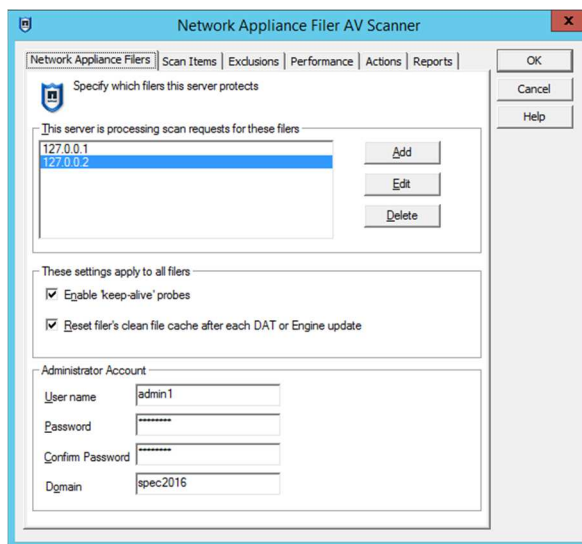 Network Appliance Filer AV Scanner
x
Network Appliance Filers Scan Items Exclusions Performance Actions Reports
OK
Cancel
Help
Specify which filers this server protects
This server is processing scan requests for these filers
127.0.0.1
127.0.0.2
Add
Edit
Delete
These settings apply to all filers
Enable 'keep-alive' probes
Reset filer's clean file cache after each DAT or Engine update
Administrator Account
User name admin1
Password ********
Confirm Password ********
Domain spec2016